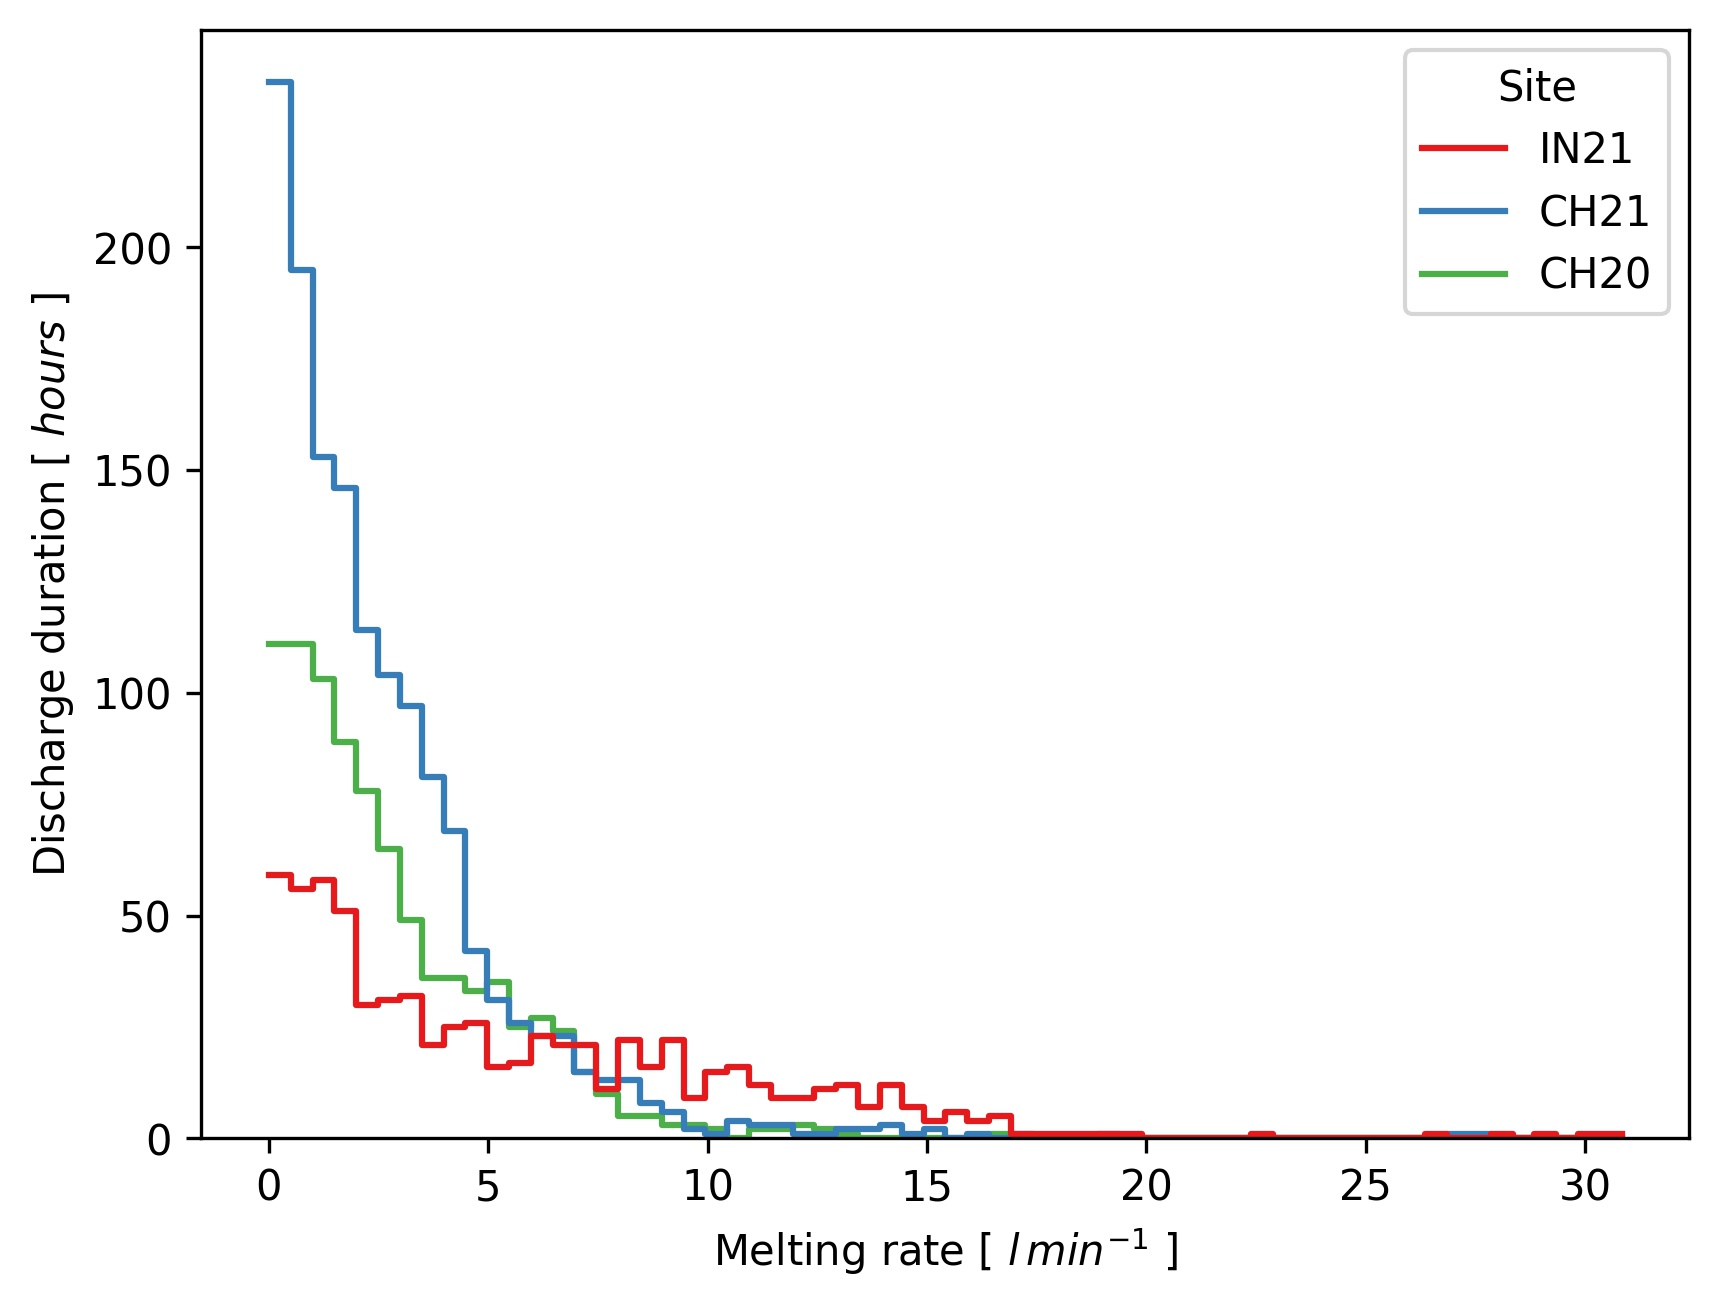 Site
IN21
CH21
CH20
200
150
100
50
0
Discharge duration [ hours ]
0 5 10 15 20 25 30
Melting rate [ l min⁻¹ ]